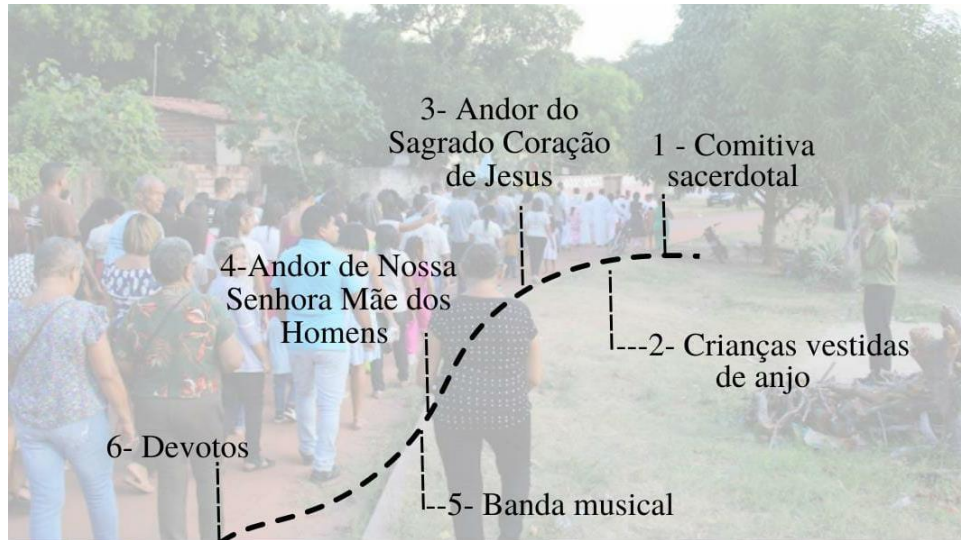 3- Andor do
Sagrado Coração
de Jesus
1 - Comitiva
sacerdotal
4-Andor de Nossa
Senhora Mãe dos
Homens
2- Crianças vestidas
de anjo
6- Devotos
5- Banda musical